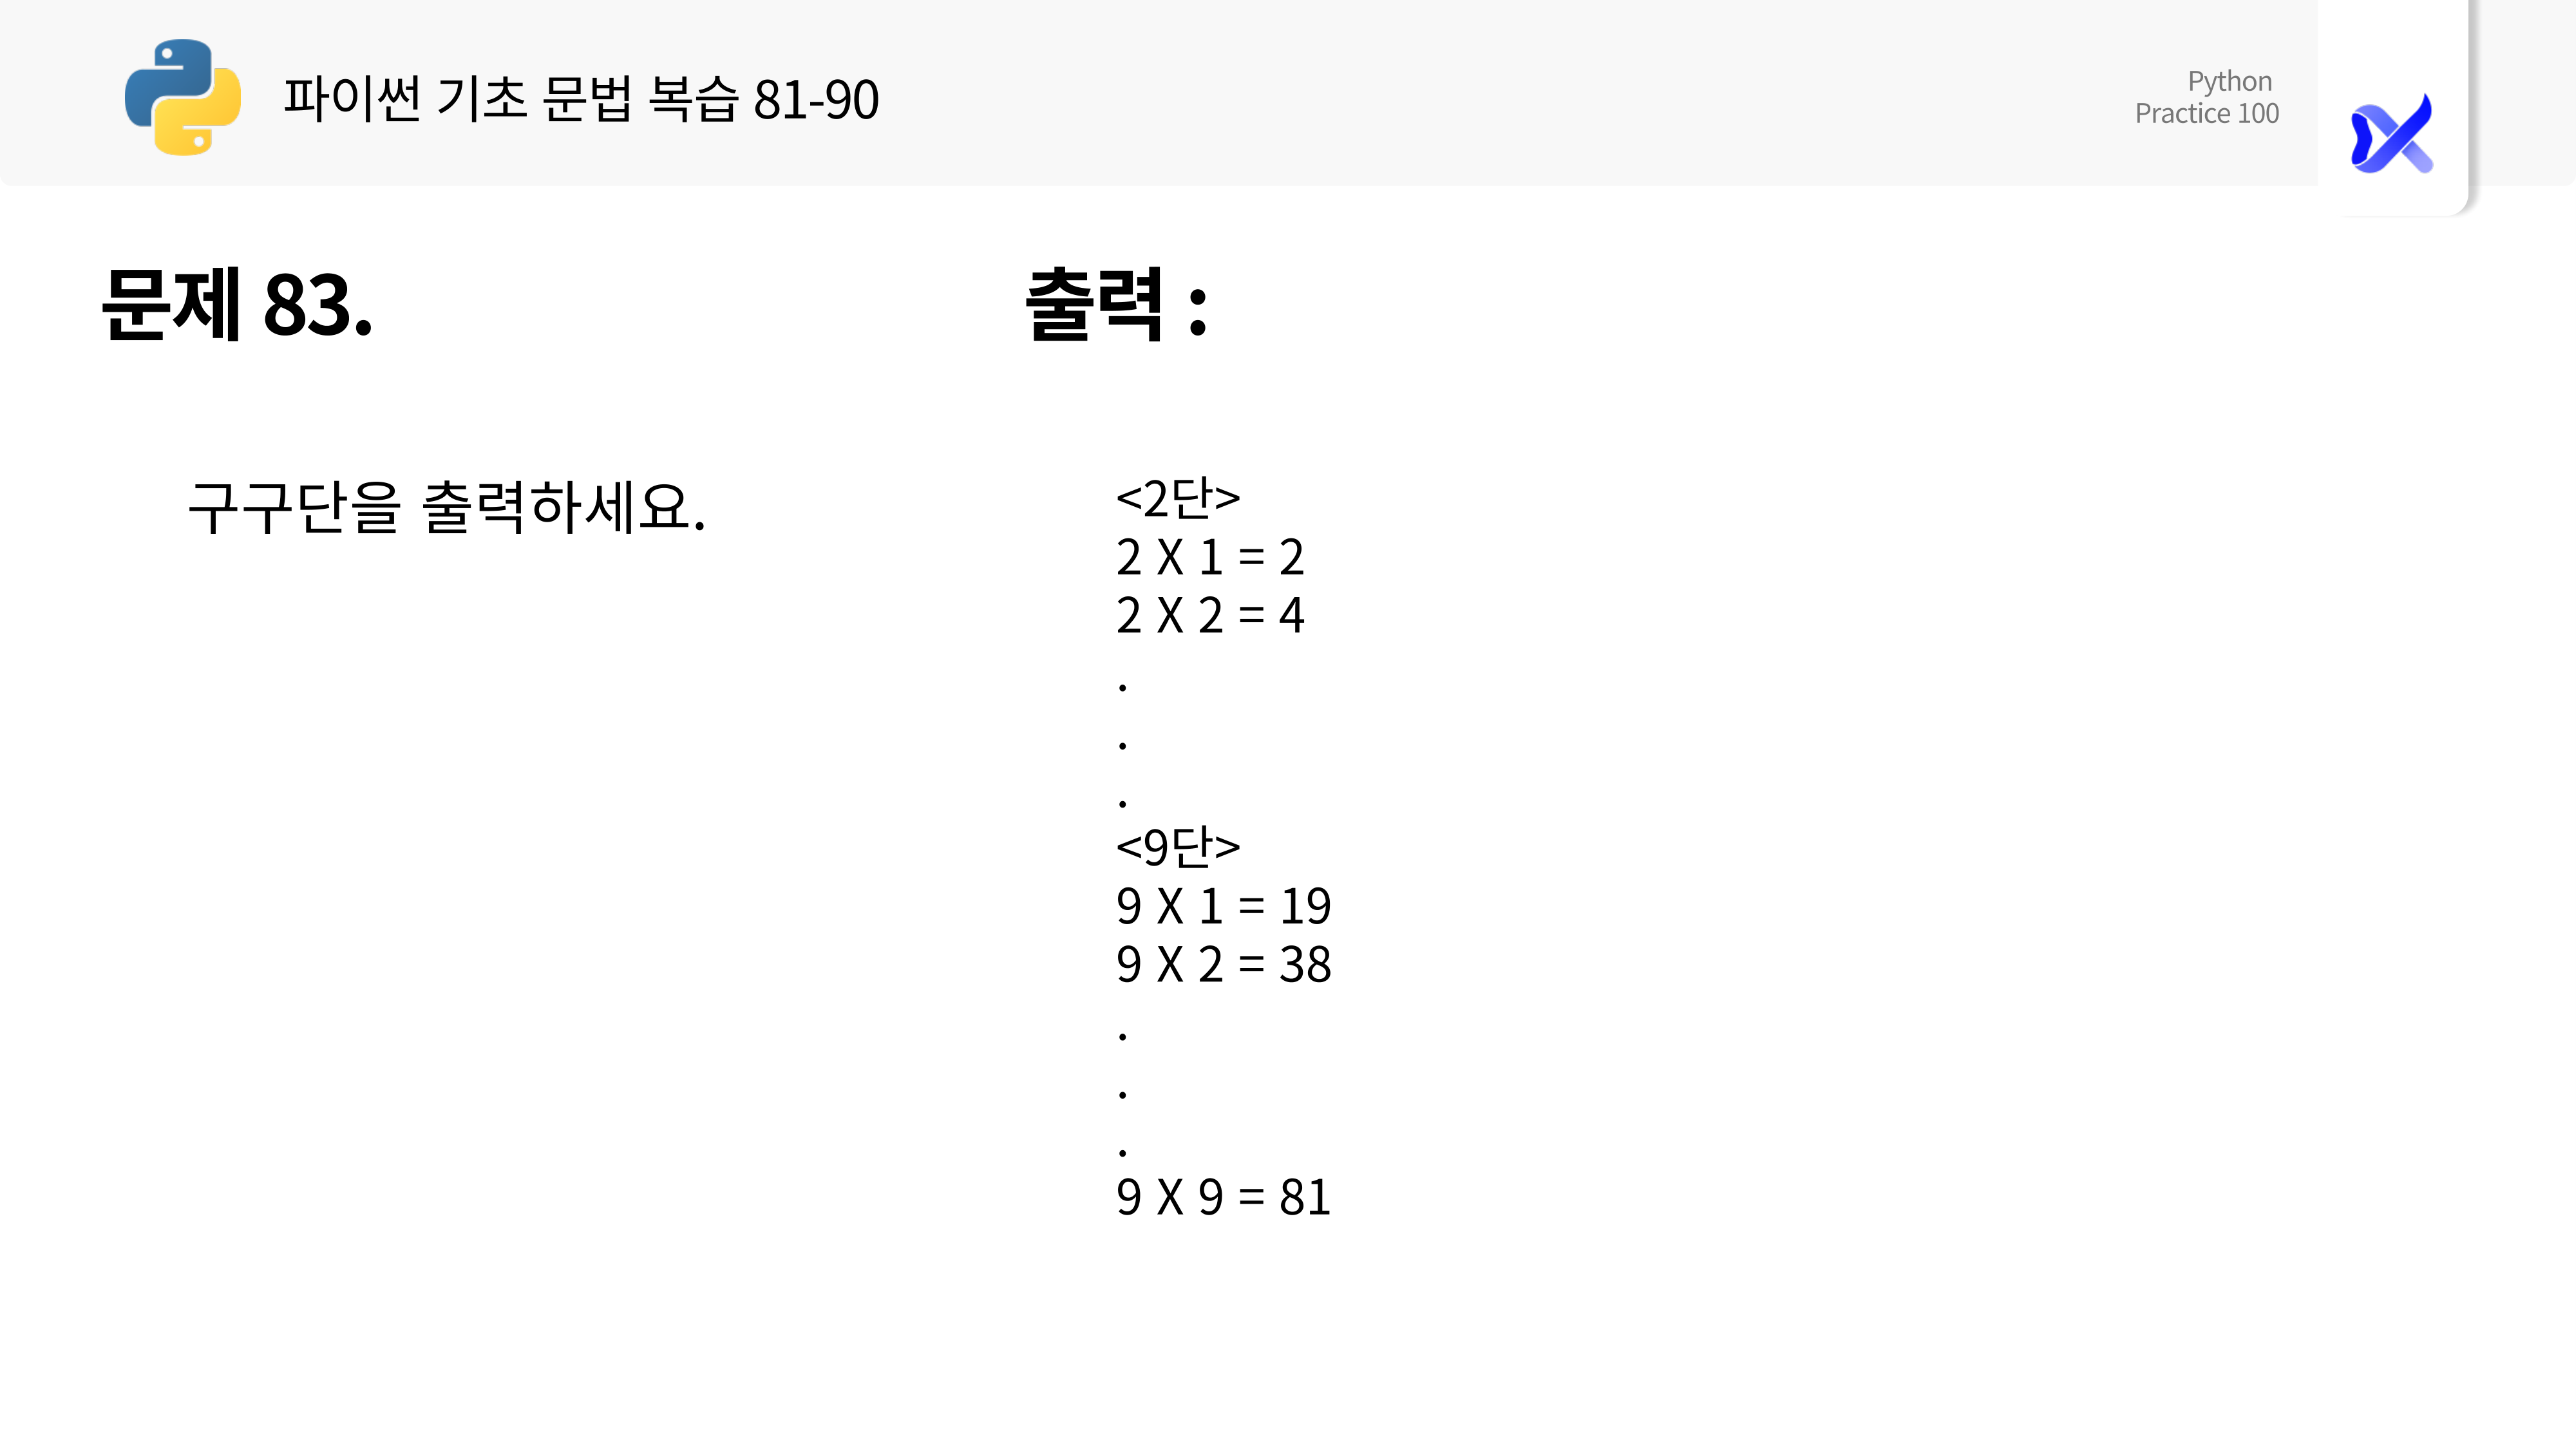 파이썬 기초 문법 복습 81-90
Python
Practice 100
문제 83.
구구단을 출력하세요.
출력 :
<2단>
2 X 1 = 2
2 X 2 = 4
.
.
.
<9단>
9 X 1 = 19
9 X 2 = 38
.
.
.
9 X 9 = 81